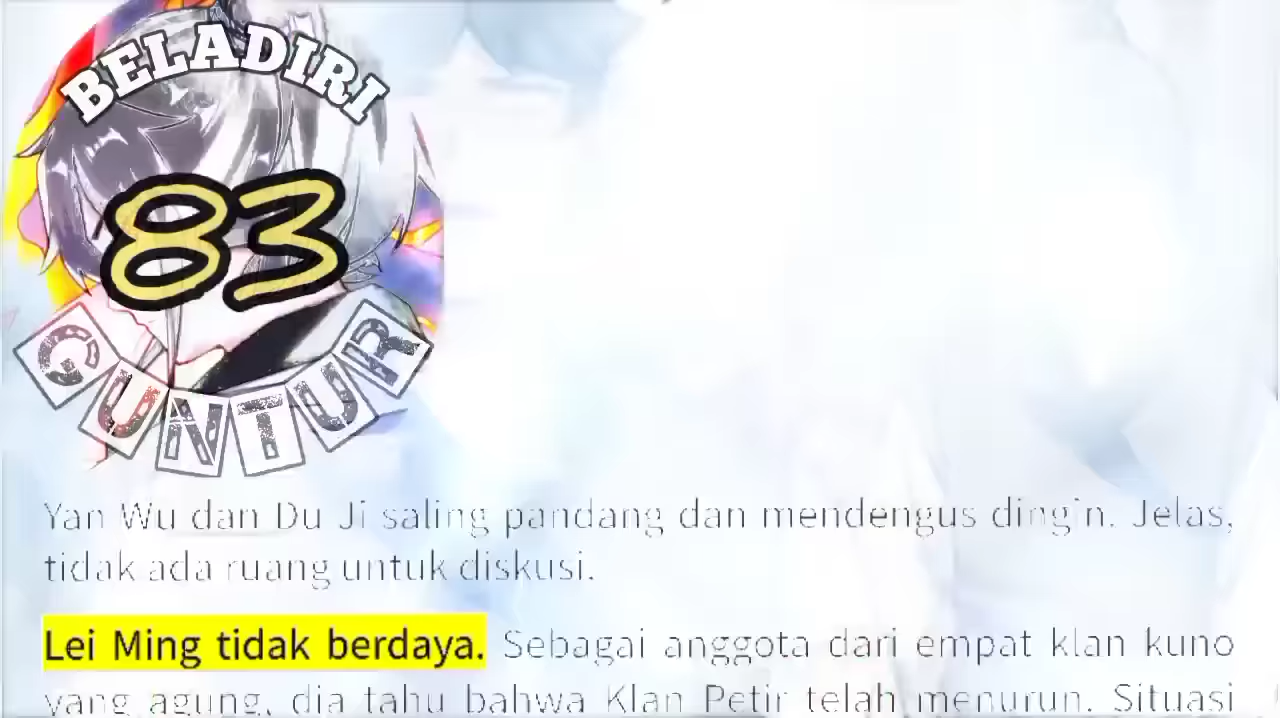 BELADIRI
83
GUNTUR
Yan Wu dan Du Ji saling pandang dan mendengus dingin. Jelas,
tidak ada ruang untuk diskusi.
Lei Ming tidak berdaya. Sebagai anggota dari empat klan kuno
yang agung, dia tahu bahwa Klan Petir telah menurun. Situasi